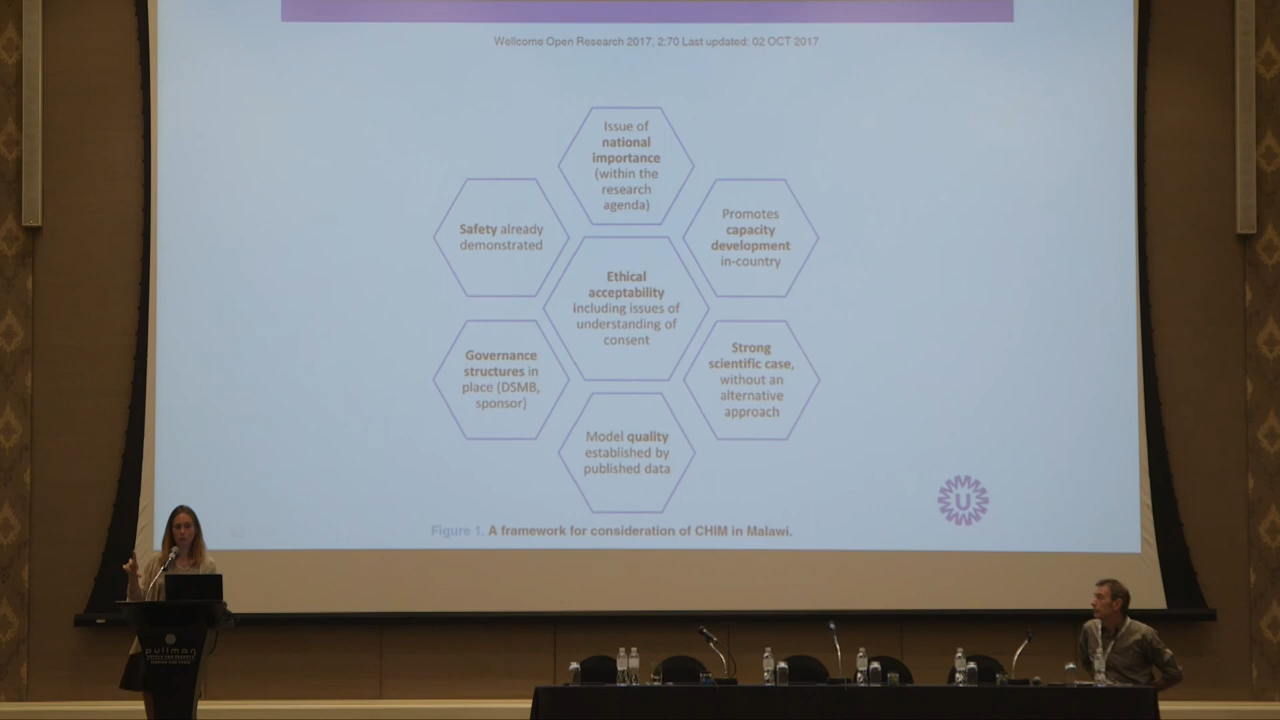 Wellcome Open Research 2017, 2:70 Last updated: 02 OCT 2017
Issue of
national
importance
(within the
research
agenda)
Safety already
demonstrated
Promotes
capacity
development
in-country
Ethical
acceptability
including issues of
understanding of
consent
Governance
structures in
place (DSMB,
sponsor)
Strong
scientific case,
without an
alternative
approach
Model quality
established by
published data
U
Figure 1. A framework for consideration of CHIM in Malawi.
pullman